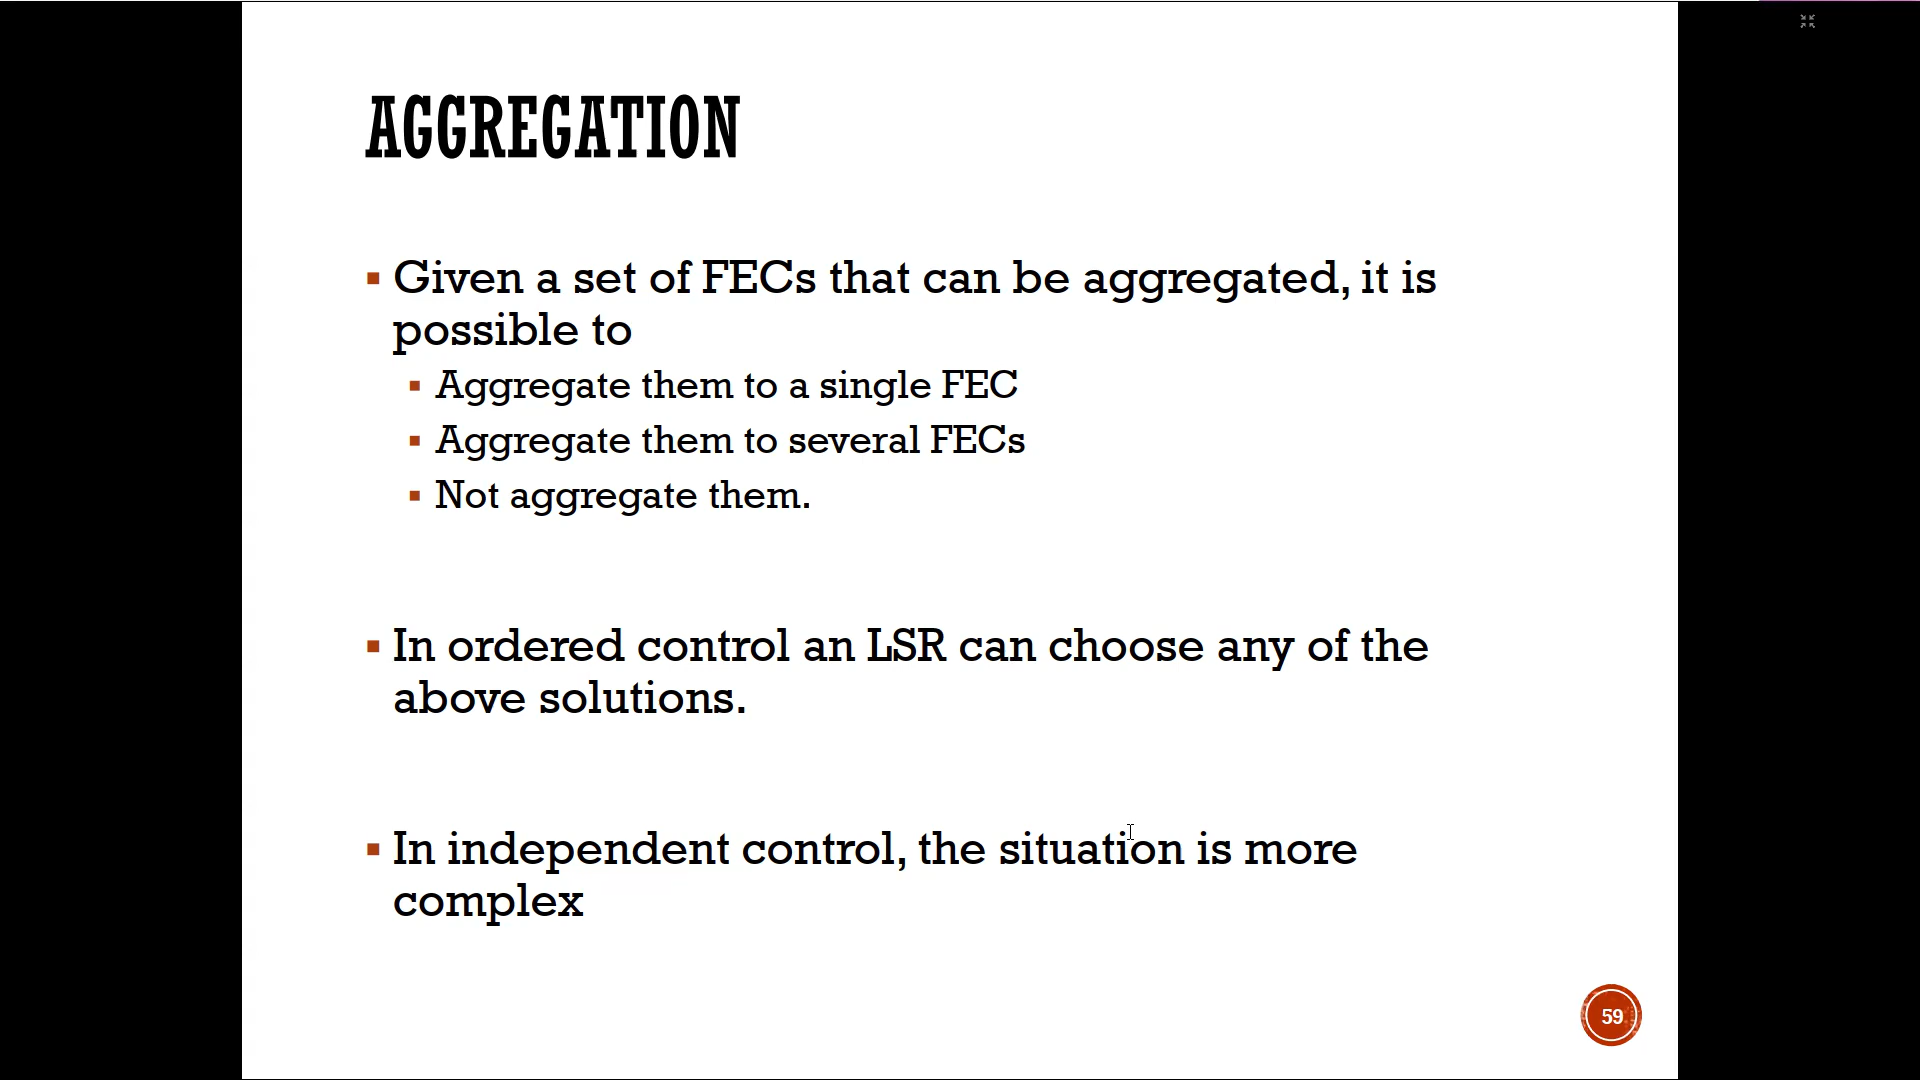 AGGREGATION
Given a set of FECs that can be aggregated, it is
possible to
Aggregate them to a single FEC
Aggregate them to several FECs
Not aggregate them.
In ordered control an LSR can choose any of the
above solutions.
In independent control, the situation is more
complex
59